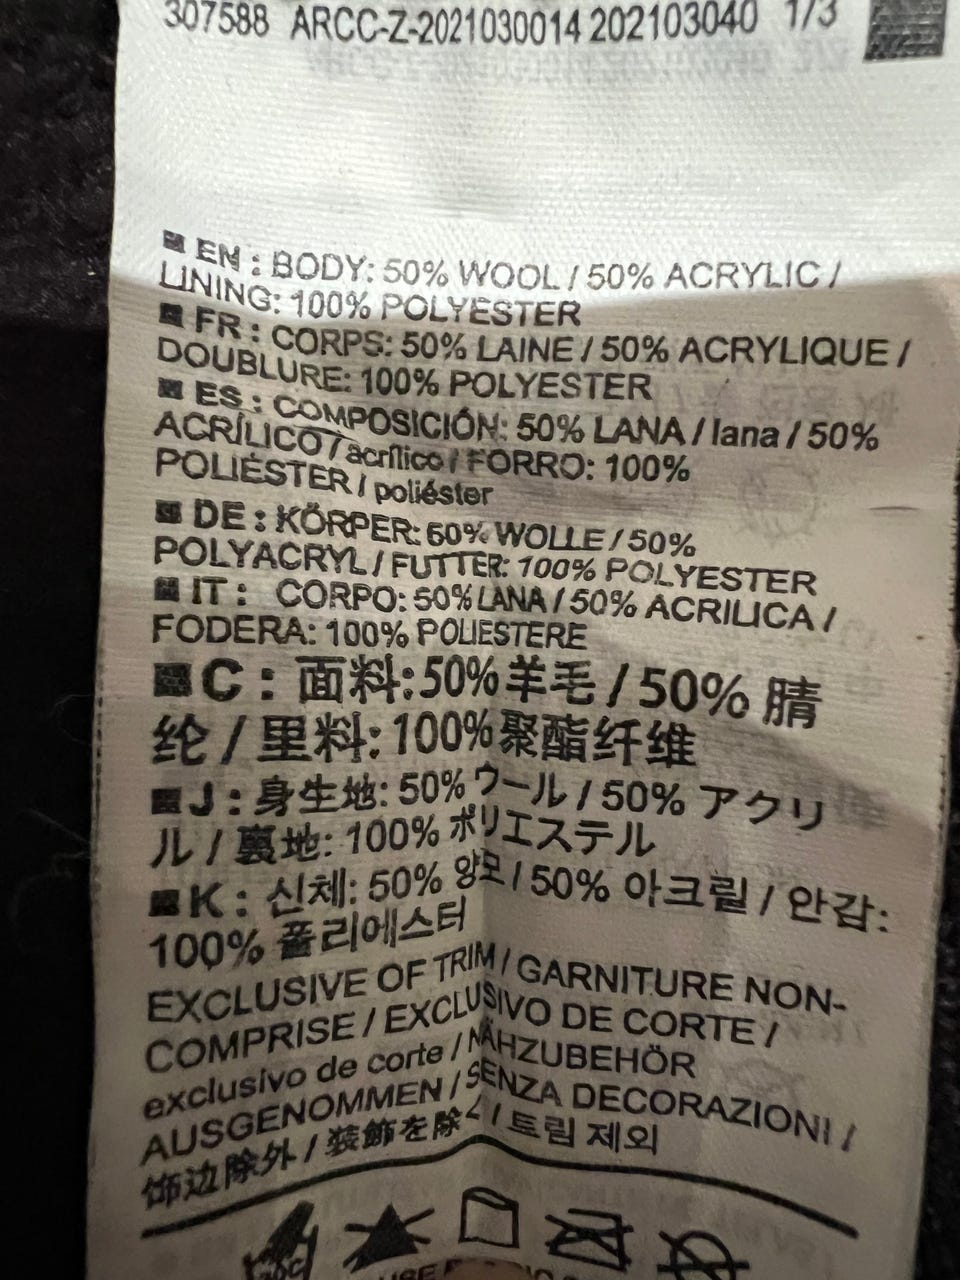 307588 ARCC-Z-2021030014 202103040 1/3
EN : BODY: 50% WOOL / 50% ACRYLIC /
LINING: 100% POLYESTER
FR : CORPS: 50% LAINE / 50% ACRYLIQUE /
DOUBLURE: 100% POLYESTER
ES : COMPOSICIÓN: 50% LANA / lana / 50%
ACRÍLICO / acrílico / FORRO: 100%
POLIÉSTER / poliéster
DE : KÖRPER: 50% WOLLE / 50%
POLYACRYL / FUTTER: 100% POLYESTER
IT : CORPO: 50% LANA / 50% ACRILICA /
FODERA: 100% POLIESTERE
C : 面料: 50% 羊毛 / 50% 腈
纶 / 里料: 100% 聚酯纤维
J : 身生地: 50% ウール / 50% アクリ
ル / 裏地: 100% ポリエステル
K : 신체: 50% 양모 / 50% 아크릴 / 안감:
100% 폴리에스터
EXCLUSIVE OF TRIM / GARNITURE NON-
COMPRISE / EXCLUSIVO DE CORTE /
exclusivo de corte / NÄHZUBEHÖR
AUSGENOMMEN / SENZA DECORAZIONI /
饰边除外 / 装飾を除く / 트림 제외